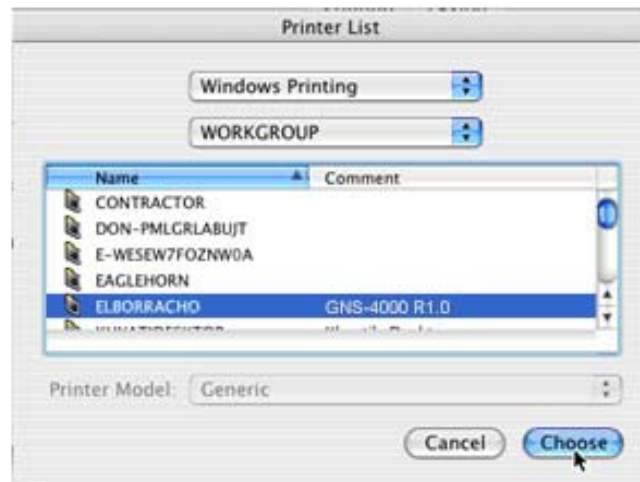 Printer List
Windows Printing
WORKGROUP
Name Comment
CONTRACTOR
DON-PMLGRLABUJT
E-WESEW7FOZNW0A
EAGLEHORN
ELBORRACHO GNS-4000 R1.0
Printer Model: Generic
Cancel Choose